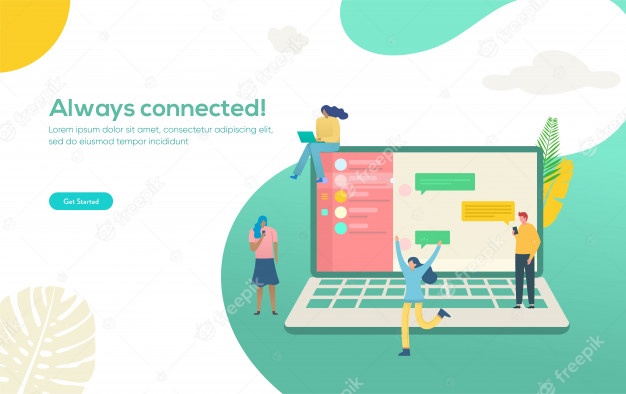 Always connected!
Lorem ipsum dolor sit amet, consectetur adipiscing elit,
sed do eiusmod tempor incididunt
Get Started
freepik